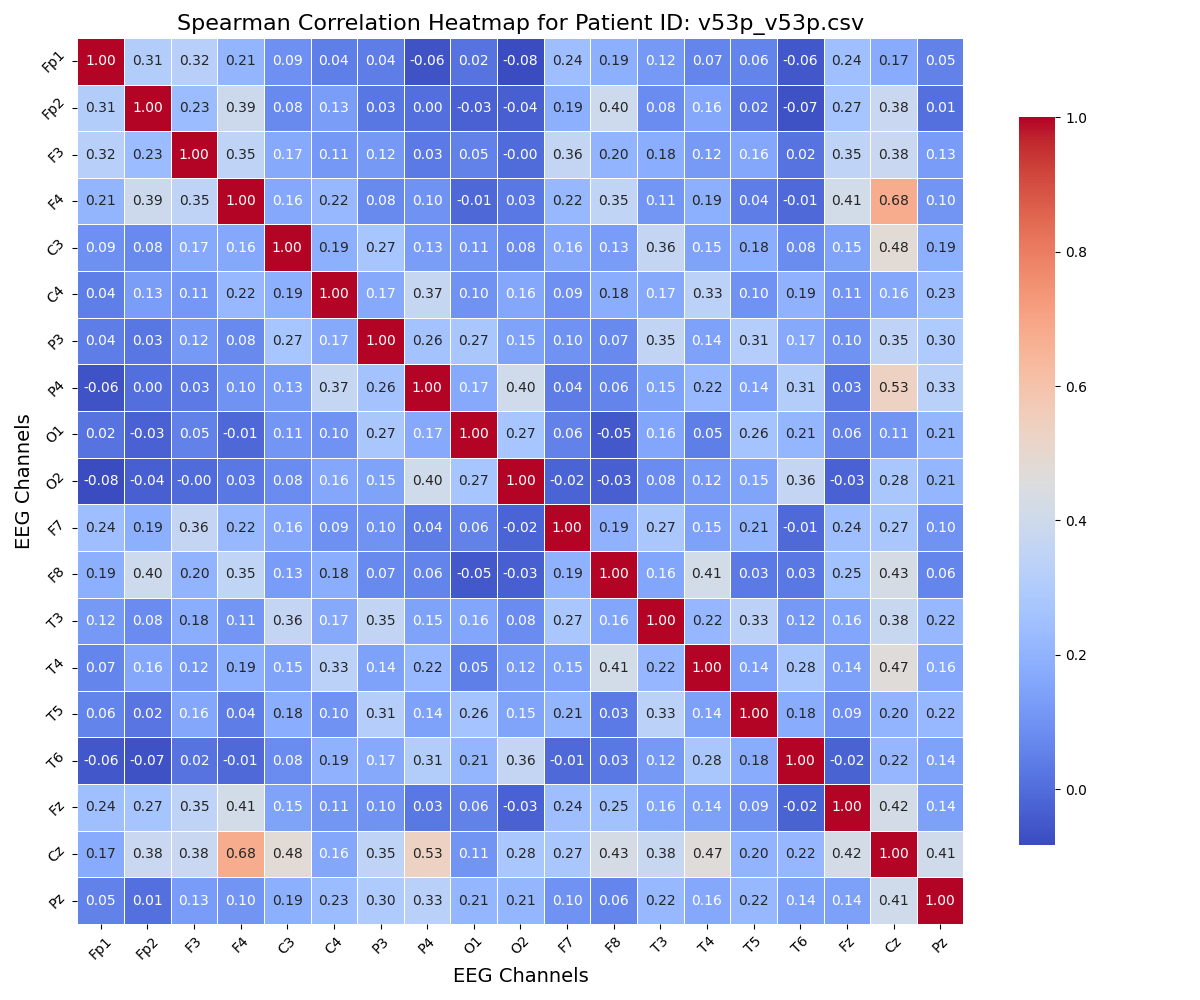 Spearman Correlation Heatmap for Patient ID: v53p_v53p.csv
Fp1 1.00 0.31 0.32 0.21 0.09 0.04 0.04 -0.06 0.02 -0.08 0.24 0.19 0.12 0.07 0.06 -0.06 0.24 0.17 0.05
Fp2 0.31 1.00 0.23 0.39 0.08 0.13 0.03 0.00 -0.03 -0.04 0.19 0.40 0.08 0.16 0.02 -0.07 0.27 0.38 0.01
F3 0.32 0.23 1.00 0.35 0.17 0.11 0.12 0.03 0.05 -0.00 0.36 0.20 0.18 0.12 0.16 0.02 0.35 0.38 0.13
F4 0.21 0.39 0.35 1.00 0.16 0.22 0.08 0.10 -0.01 0.03 0.22 0.35 0.11 0.19 0.04 -0.01 0.41 0.68 0.10
C3 0.09 0.08 0.17 0.16 1.00 0.19 0.27 0.13 0.11 0.08 0.16 0.13 0.36 0.15 0.18 0.08 0.15 0.48 0.19
C4 0.04 0.13 0.11 0.22 0.19 1.00 0.17 0.37 0.10 0.16 0.09 0.18 0.17 0.33 0.10 0.19 0.11 0.16 0.23
P3 0.04 0.03 0.12 0.08 0.27 0.17 1.00 0.26 0.27 0.15 0.10 0.07 0.35 0.14 0.31 0.17 0.10 0.35 0.30
P4 -0.06 0.00 0.03 0.10 0.13 0.37 0.26 1.00 0.17 0.40 0.04 0.06 0.15 0.22 0.14 0.31 0.03 0.53 0.33
O1 0.02 -0.03 0.05 -0.01 0.11 0.10 0.27 0.17 1.00 0.27 0.06 -0.05 0.16 0.05 0.26 0.21 0.06 0.11 0.21
O2 -0.08 -0.04 -0.00 0.03 0.08 0.16 0.15 0.40 0.27 1.00 -0.02 -0.03 0.08 0.12 0.15 0.36 -0.03 0.28 0.21
F7 0.24 0.19 0.36 0.22 0.16 0.09 0.10 0.04 0.06 -0.02 1.00 0.19 0.27 0.15 0.21 -0.01 0.24 0.27 0.10
F8 0.19 0.40 0.20 0.35 0.13 0.18 0.07 0.06 -0.05 -0.03 0.19 1.00 0.16 0.41 0.03 0.03 0.25 0.43 0.06
T3 0.12 0.08 0.18 0.11 0.36 0.17 0.35 0.15 0.16 0.08 0.27 0.16 1.00 0.22 0.33 0.12 0.16 0.38 0.22
T4 0.07 0.16 0.12 0.19 0.15 0.33 0.14 0.22 0.05 0.12 0.15 0.41 0.22 1.00 0.14 0.28 0.14 0.47 0.16
T5 0.06 0.02 0.16 0.04 0.18 0.10 0.31 0.14 0.26 0.15 0.21 0.03 0.33 0.14 1.00 0.18 0.09 0.20 0.22
T6 -0.06 -0.07 0.02 -0.01 0.08 0.19 0.17 0.31 0.21 0.36 -0.01 0.03 0.12 0.28 0.18 1.00 -0.02 0.22 0.14
Fz 0.24 0.27 0.35 0.41 0.15 0.11 0.10 0.03 0.06 -0.03 0.24 0.25 0.16 0.14 0.09 -0.02 1.00 0.42 0.14
Cz 0.17 0.38 0.38 0.68 0.48 0.16 0.35 0.53 0.11 0.28 0.27 0.43 0.38 0.47 0.20 0.22 0.42 1.00 0.41
Pz 0.05 0.01 0.13 0.10 0.19 0.23 0.30 0.33 0.21 0.21 0.10 0.06 0.22 0.16 0.22 0.14 0.14 0.41 1.00
Fp1 Fp2 F3 F4 C3 C4 P3 P4 O1 O2 F7 F8 T3 T4 T5 T6 Fz Cz Pz
EEG Channels
EEG Channels
1.0
0.8
0.6
0.4
0.2
0.0